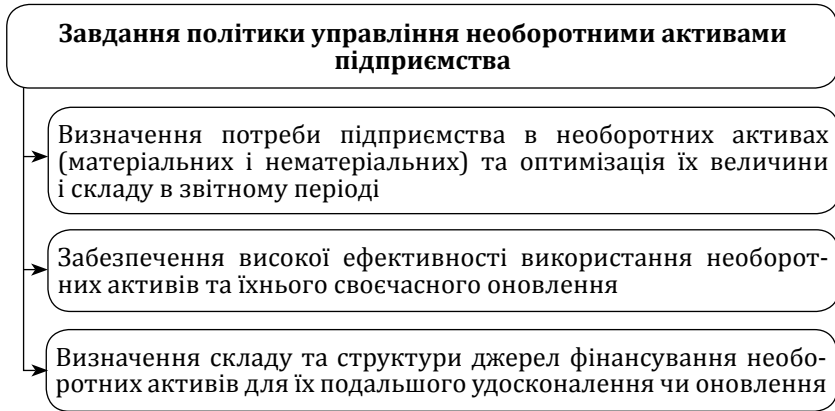 Завдання політики управління необоротними активами
підприємства
Визначення потреби підприємства в необоротних активах
(матеріальних і нематеріальних) та оптимізація їх величини
і складу в звітному періоді
Забезпечення високої ефективності використання необорот-
них активів та їхнього своєчасного оновлення
Визначення складу та структури джерел фінансування необо-
ротних активів для їх подальшого удосконалення чи оновлення